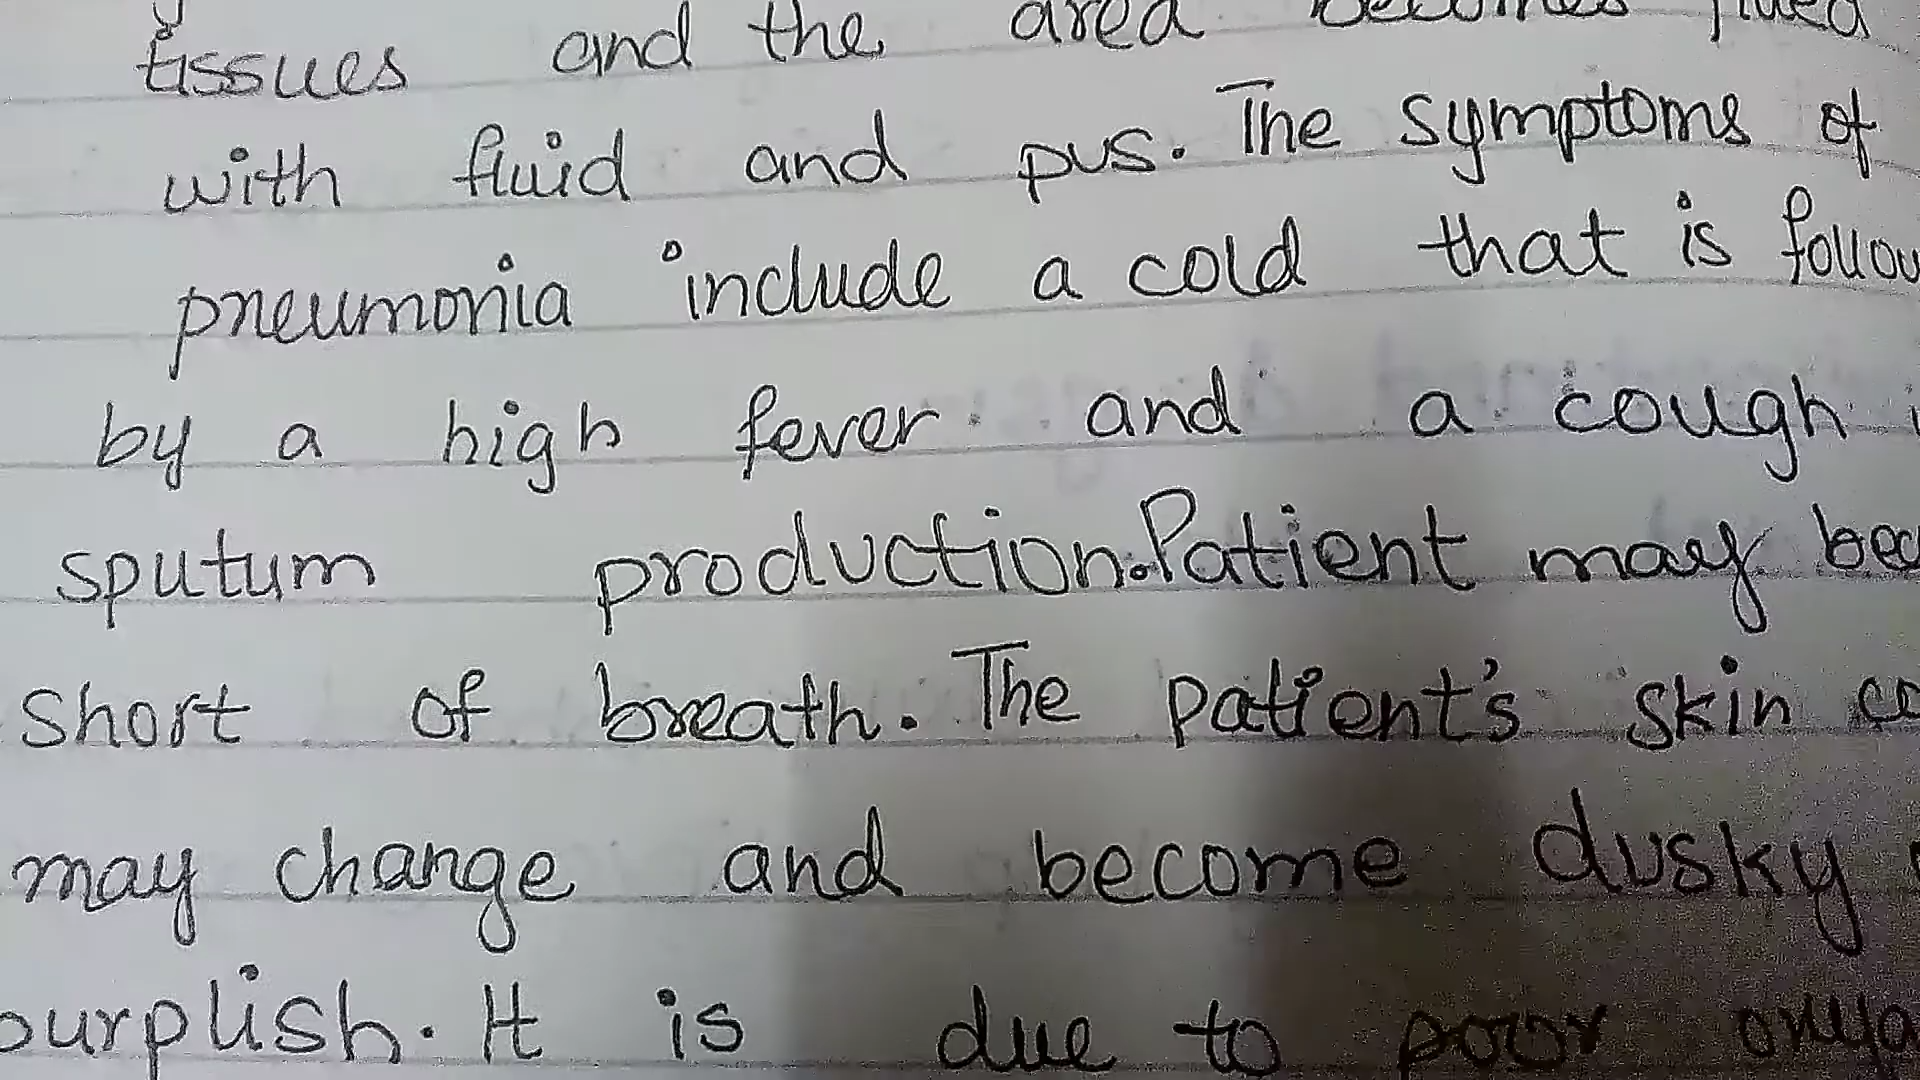 tissues and the area becomes filled
with fluid and pus. The symptoms of
pneumonia include a cold that is
by a high fever and a cough
sputum production. Patient may
short of breath. The patient's skin
may change and become dusky
It is due to poor